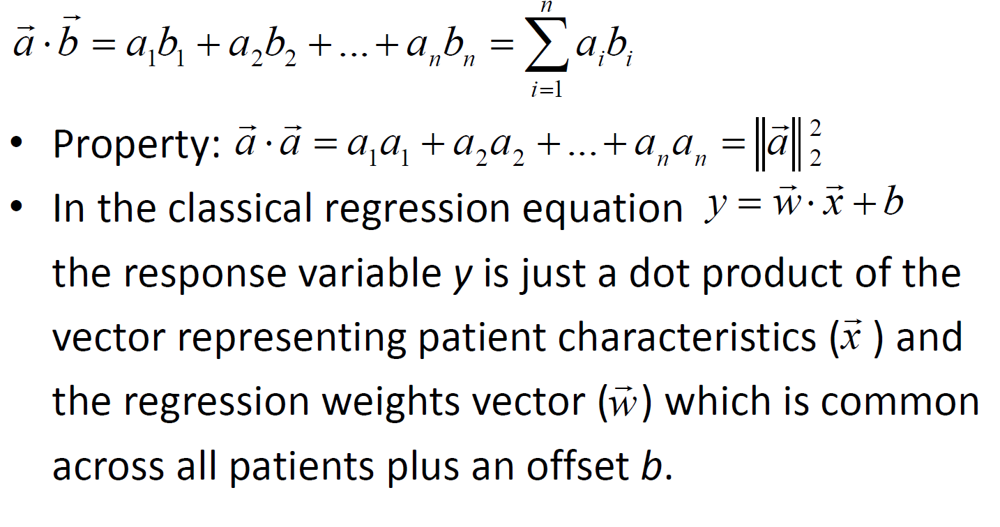 $\vec{a} \cdot \vec{b} = a_1b_1 + a_2b_2 + ... + a_nb_n = \sum_{i=1}^{n} a_ib_i$
• Property: $\vec{a} \cdot \vec{a} = a_1a_1 + a_2a_2 + ... + a_na_n = \left\|\vec{a}\right\|_2^2$
• In the classical regression equation $y = \vec{w} \cdot \vec{x} + b$
the response variable y is just a dot product of the
vector representing patient characteristics ($\vec{x}$ ) and
the regression weights vector ($\vec{w}$) which is common
across all patients plus an offset b.